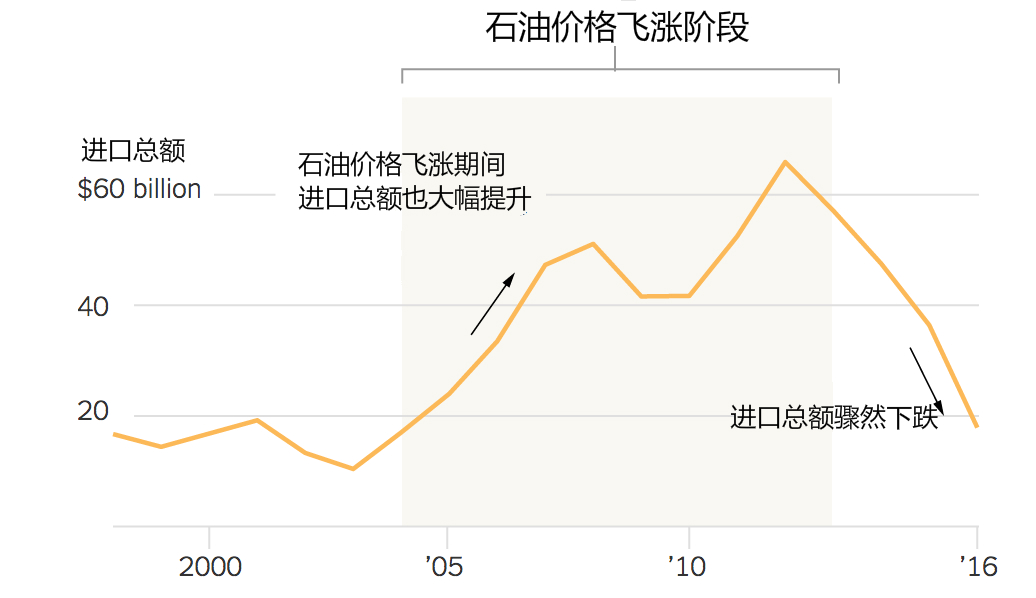 石油价格飞涨阶段
进口总额
$60 billion
石油价格飞涨期间
进口总额也大幅提升
40
20
进口总额骤然下跌
2000
’05
’10
’16